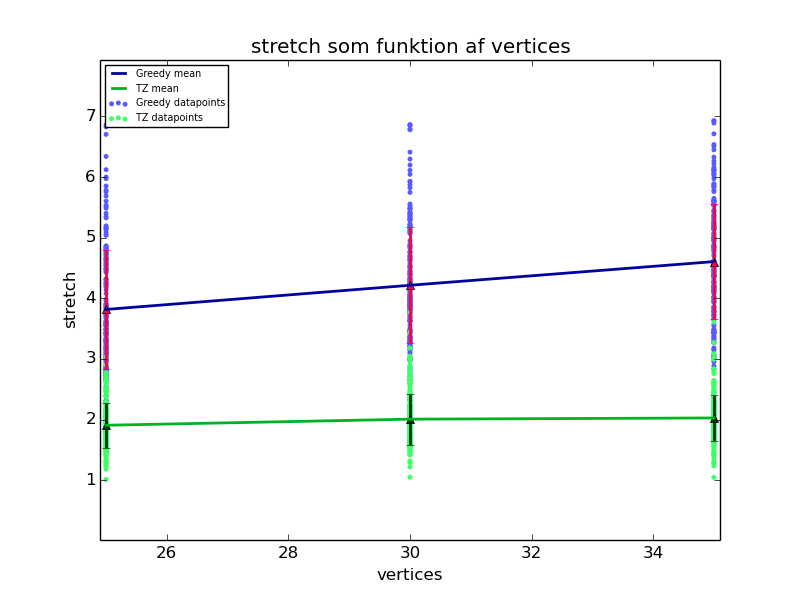 stretch som funktion af vertices
Greedy mean
TZ mean
Greedy datapoints
TZ datapoints
7
6
5
4
3
2
1
stretch
26
28
30
32
34
vertices